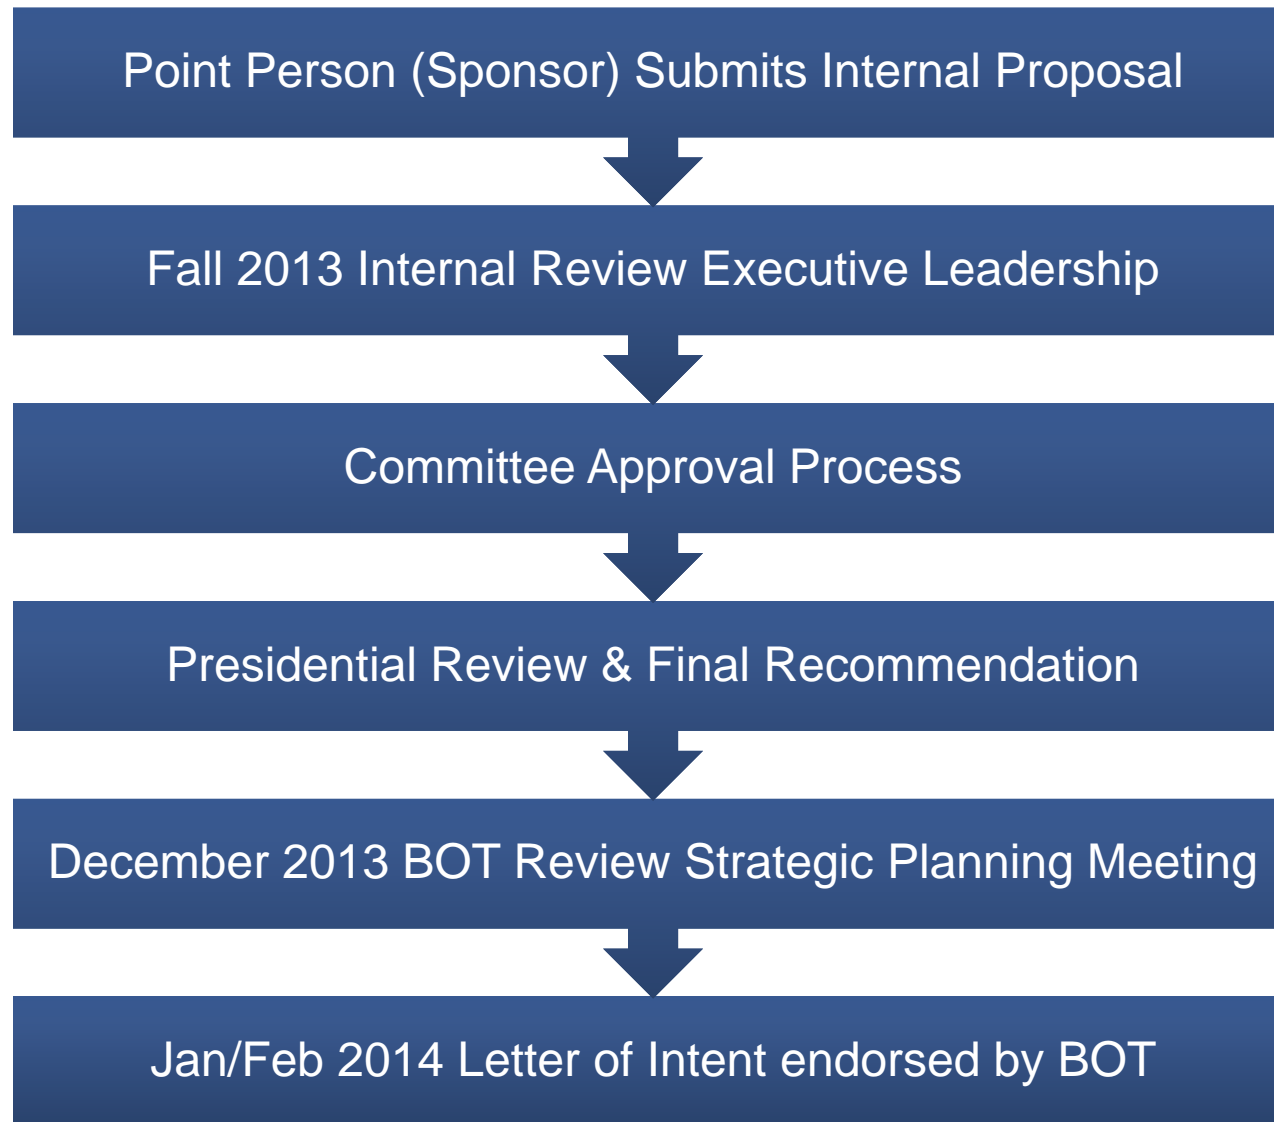 Point Person (Sponsor) Submits Internal Proposal
Fall 2013 Internal Review Executive Leadership
Committee Approval Process
Presidential Review & Final Recommendation
December 2013 BOT Review Strategic Planning Meeting
Jan/Feb 2014 Letter of Intent endorsed by BOT